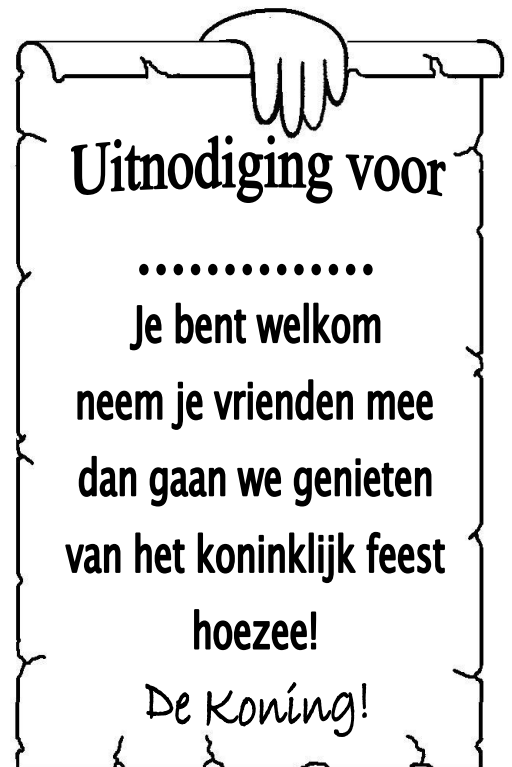 Uitnodiging voor
..............
Je bent welkom
neem je vrienden mee
dan gaan we genieten
van het koninklijk feest
hoezee!
De Koning!